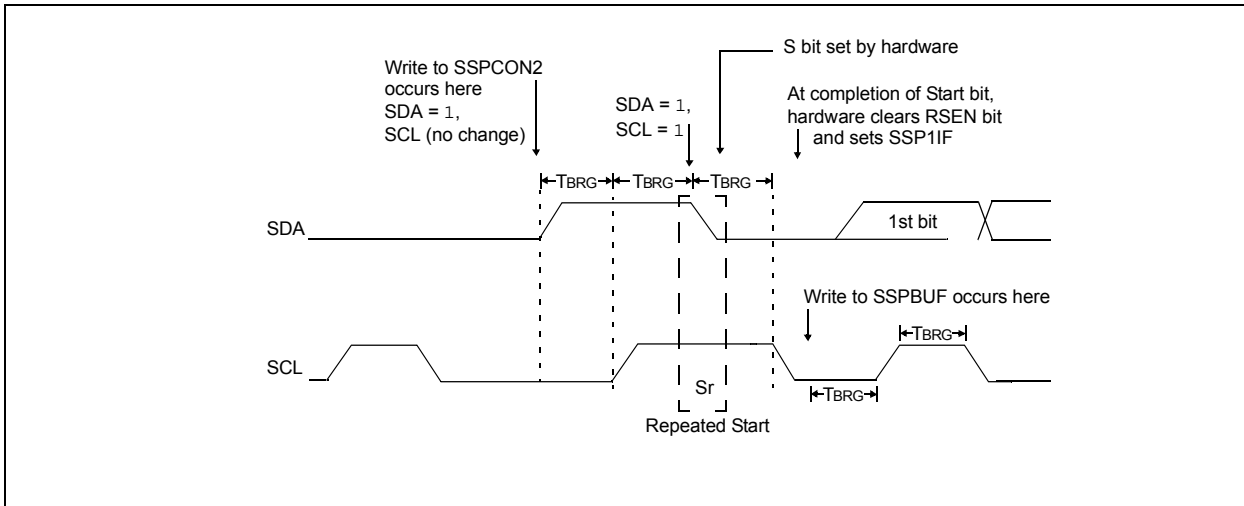 S bit set by hardware
Write to SSPCON2
occurs here
SDA = 1,
SCL (no change)
SDA = 1,
SCL = 1
At completion of Start bit,
hardware clears RSEN bit
and sets SSP1IF
TBRG
TBRG
TBRG
SDA
1st bit
Write to SSPBUF occurs here
TBRG
SCL
Sr
TBRG
Repeated Start